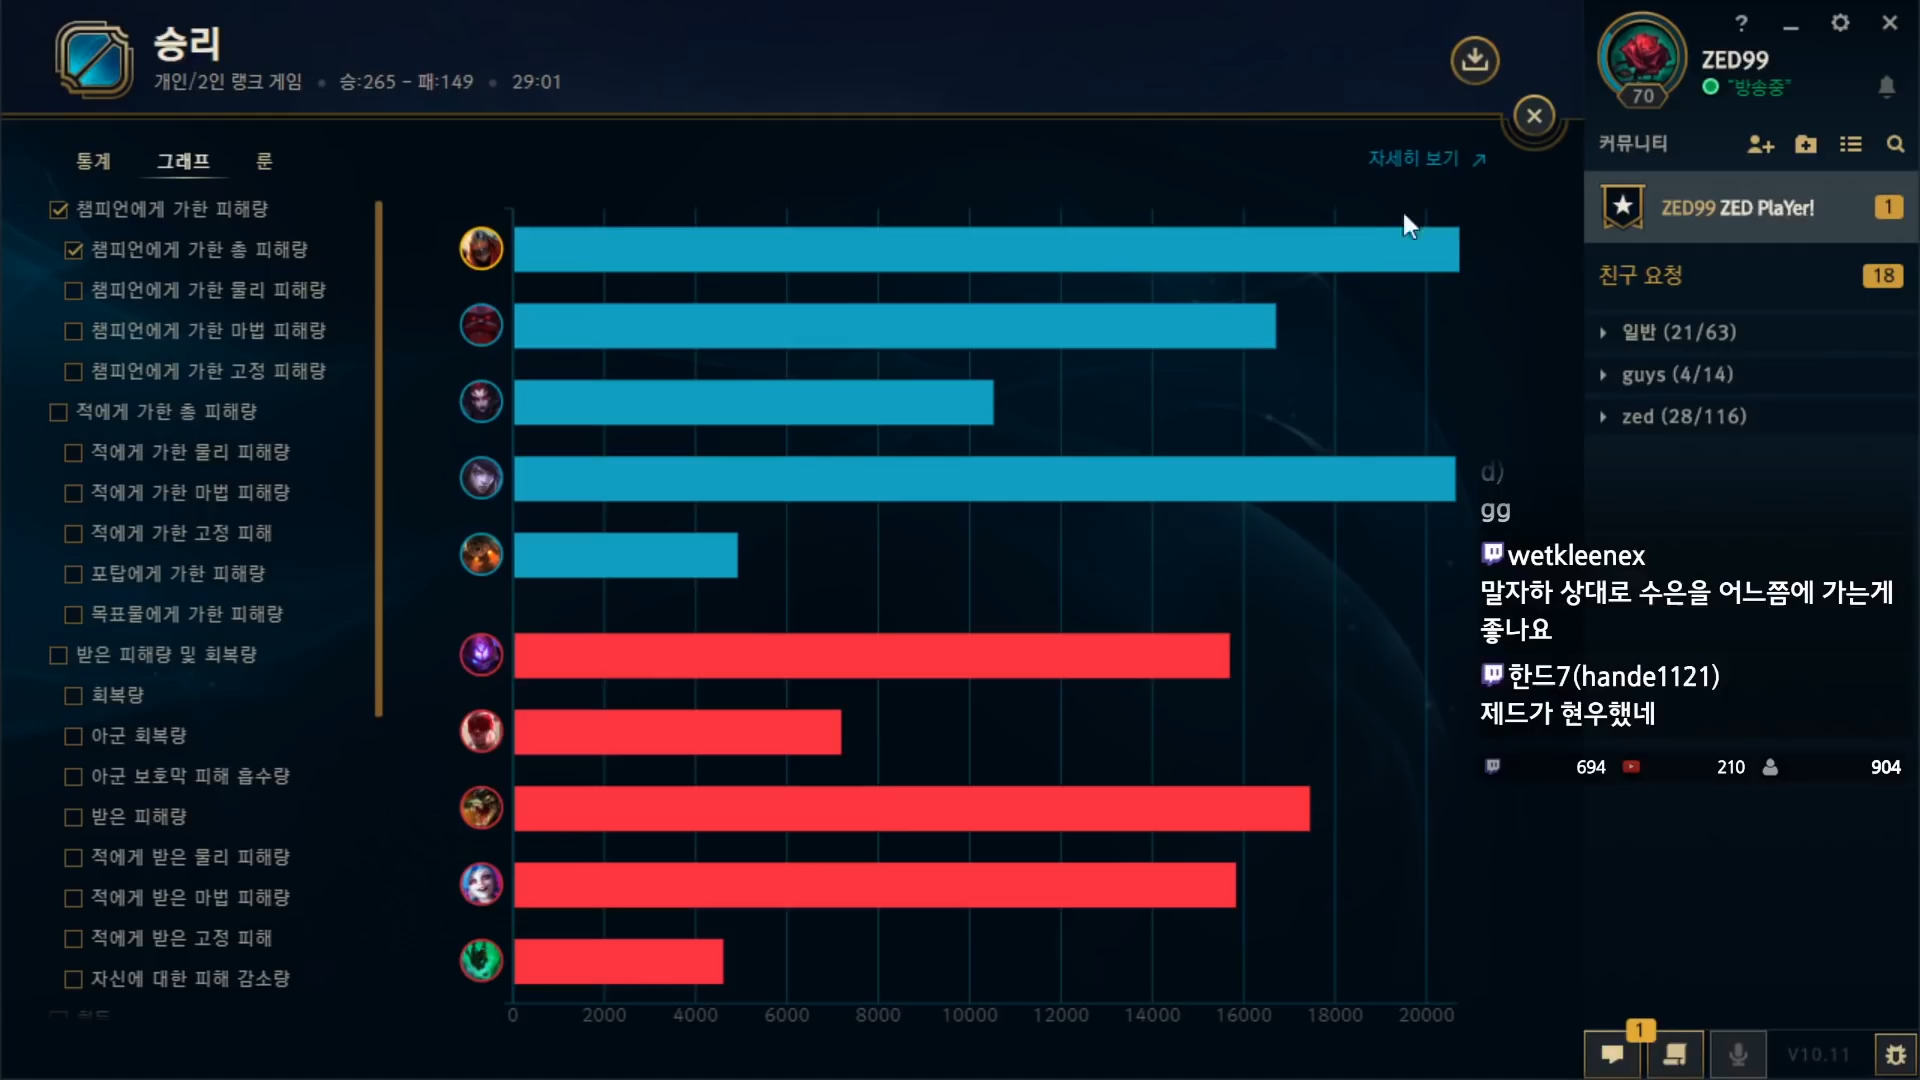 승리
개인/2인 랭크 게임 • 승:265 - 패:149 • 29:01
통계 그래프 룬
자세히 보기
챔피언에게 가한 피해량
챔피언에게 가한 총 피해량
챔피언에게 가한 물리 피해량
챔피언에게 가한 마법 피해량
챔피언에게 가한 고정 피해량
적에게 가한 총 피해량
적에게 가한 물리 피해량
적에게 가한 마법 피해량
적에게 가한 고정 피해
포탑에게 가한 피해량
목표물에게 가한 피해량
받은 피해량 및 회복량
회복량
아군 회복량
아군 보호막 피해 흡수량
받은 피해량
적에게 받은 물리 피해량
적에게 받은 마법 피해량
적에게 받은 고정 피해
자신에 대한 피해 감소량
0 2000 4000 6000 8000 10000 12000 14000 16000 18000 20000
?
ZED99
70
"방송중"
커뮤니티
ZED99 ZED PlaYer! 1
친구 요청 18
일반 (21/63)
guys (4/14)
zed (28/116)
d)
gg
wetkleenex
말자하 상대로 수은을 어느쯤에 가는게
좋나요
한드7(hande1121)
제드가 현우했네
694 210 904
1
V10.11